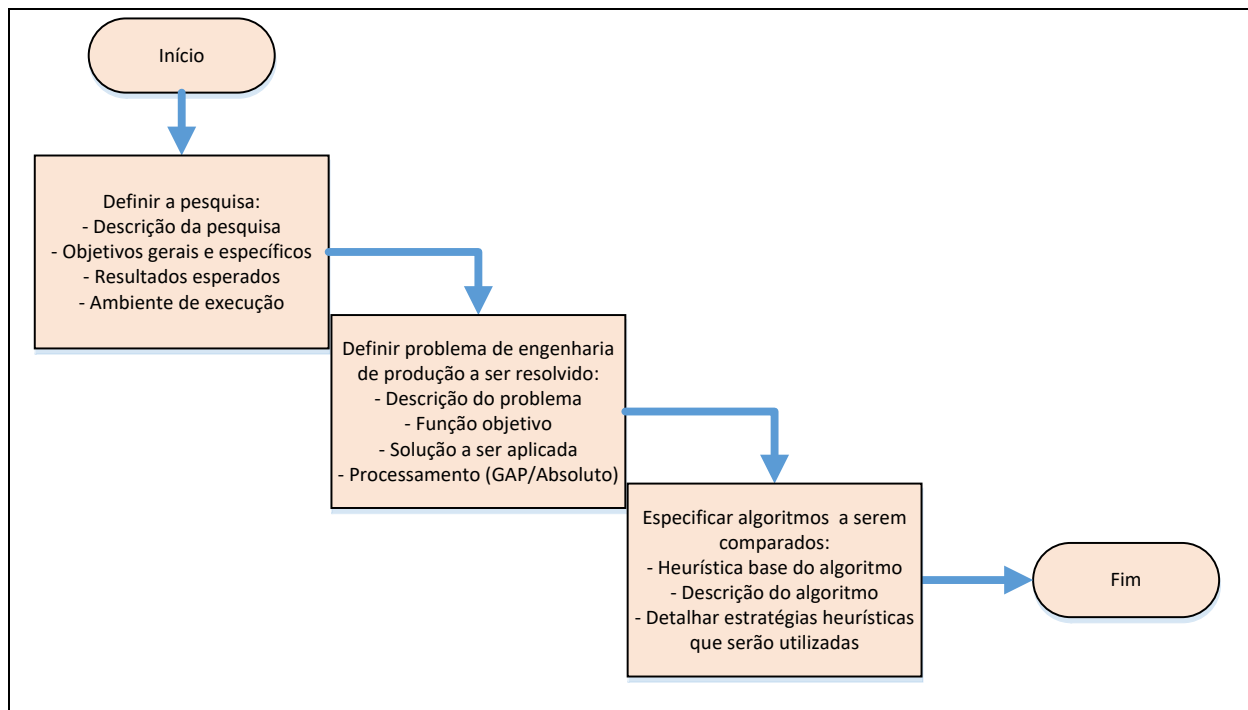 Início
Definir a pesquisa:
- Descrição da pesquisa
- Objetivos gerais e específicos
- Resultados esperados
- Ambiente de execução
Definir problema de engenharia
de produção a ser resolvido:
- Descrição do problema
- Função objetivo
- Solução a ser aplicada
- Processamento (GAP/Absoluto)
Especificar algoritmos a serem
comparados:
- Heurística base do algoritmo
- Descrição do algoritmo
- Detalhar estratégias heurísticas
que serão utilizadas
Fim